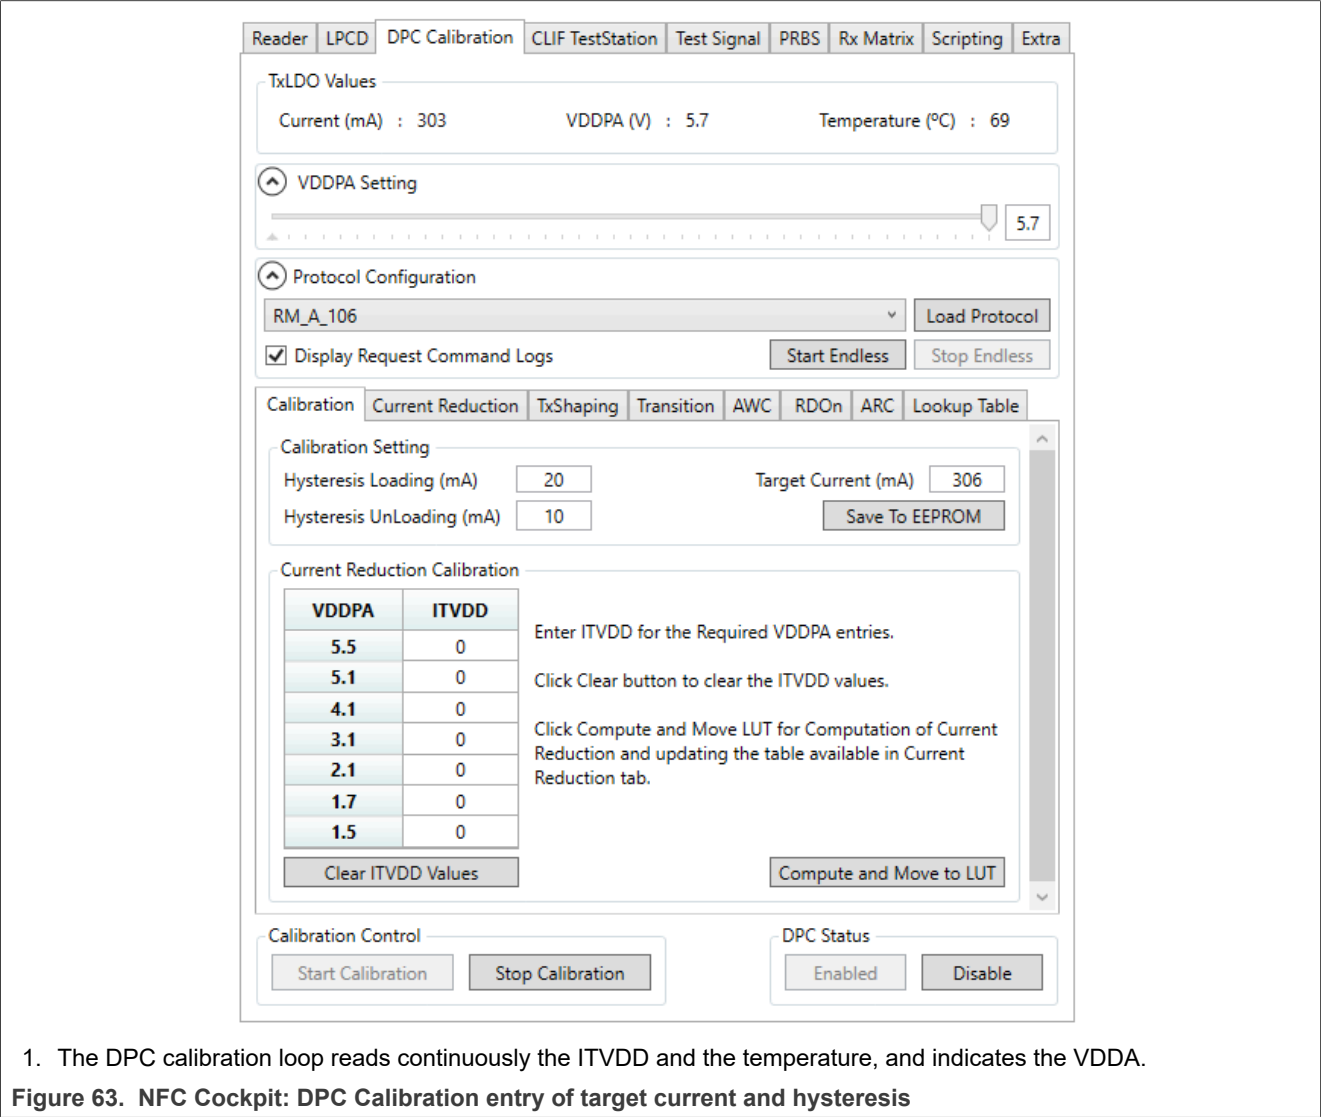 Reader LPCD DPC Calibration CLIF TestStation Test Signal PRBS Rx Matrix Scripting Extra
TxLDO Values
Current (mA) : 303 VDDPA (V) : 5.7 Temperature (ºC) : 69
VDDPA Setting
5.7
Protocol Configuration
RM_A_106 Load Protocol
Display Request Command Logs Start Endless Stop Endless
Calibration Current Reduction TxShaping Transition AWC RDOn ARC Lookup Table
Calibration Setting
Hysteresis Loading (mA) 20 Target Current (mA) 306
Hysteresis UnLoading (mA) 10 Save To EEPROM
Current Reduction Calibration
VDDPA ITVDD
5.5 0
5.1 0
4.1 0
3.1 0
2.1 0
1.7 0
1.5 0
Enter ITVDD for the Required VDDPA entries.
Click Clear button to clear the ITVDD values.
Click Compute and Move LUT for Computation of Current
Reduction and updating the table available in Current
Reduction tab.
Clear ITVDD Values Compute and Move to LUT
Calibration Control DPC Status
Start Calibration Stop Calibration Enabled Disable
1. The DPC calibration loop reads continuously the ITVDD and the temperature, and indicates the VDDA.
Figure 63. NFC Cockpit: DPC Calibration entry of target current and hysteresis